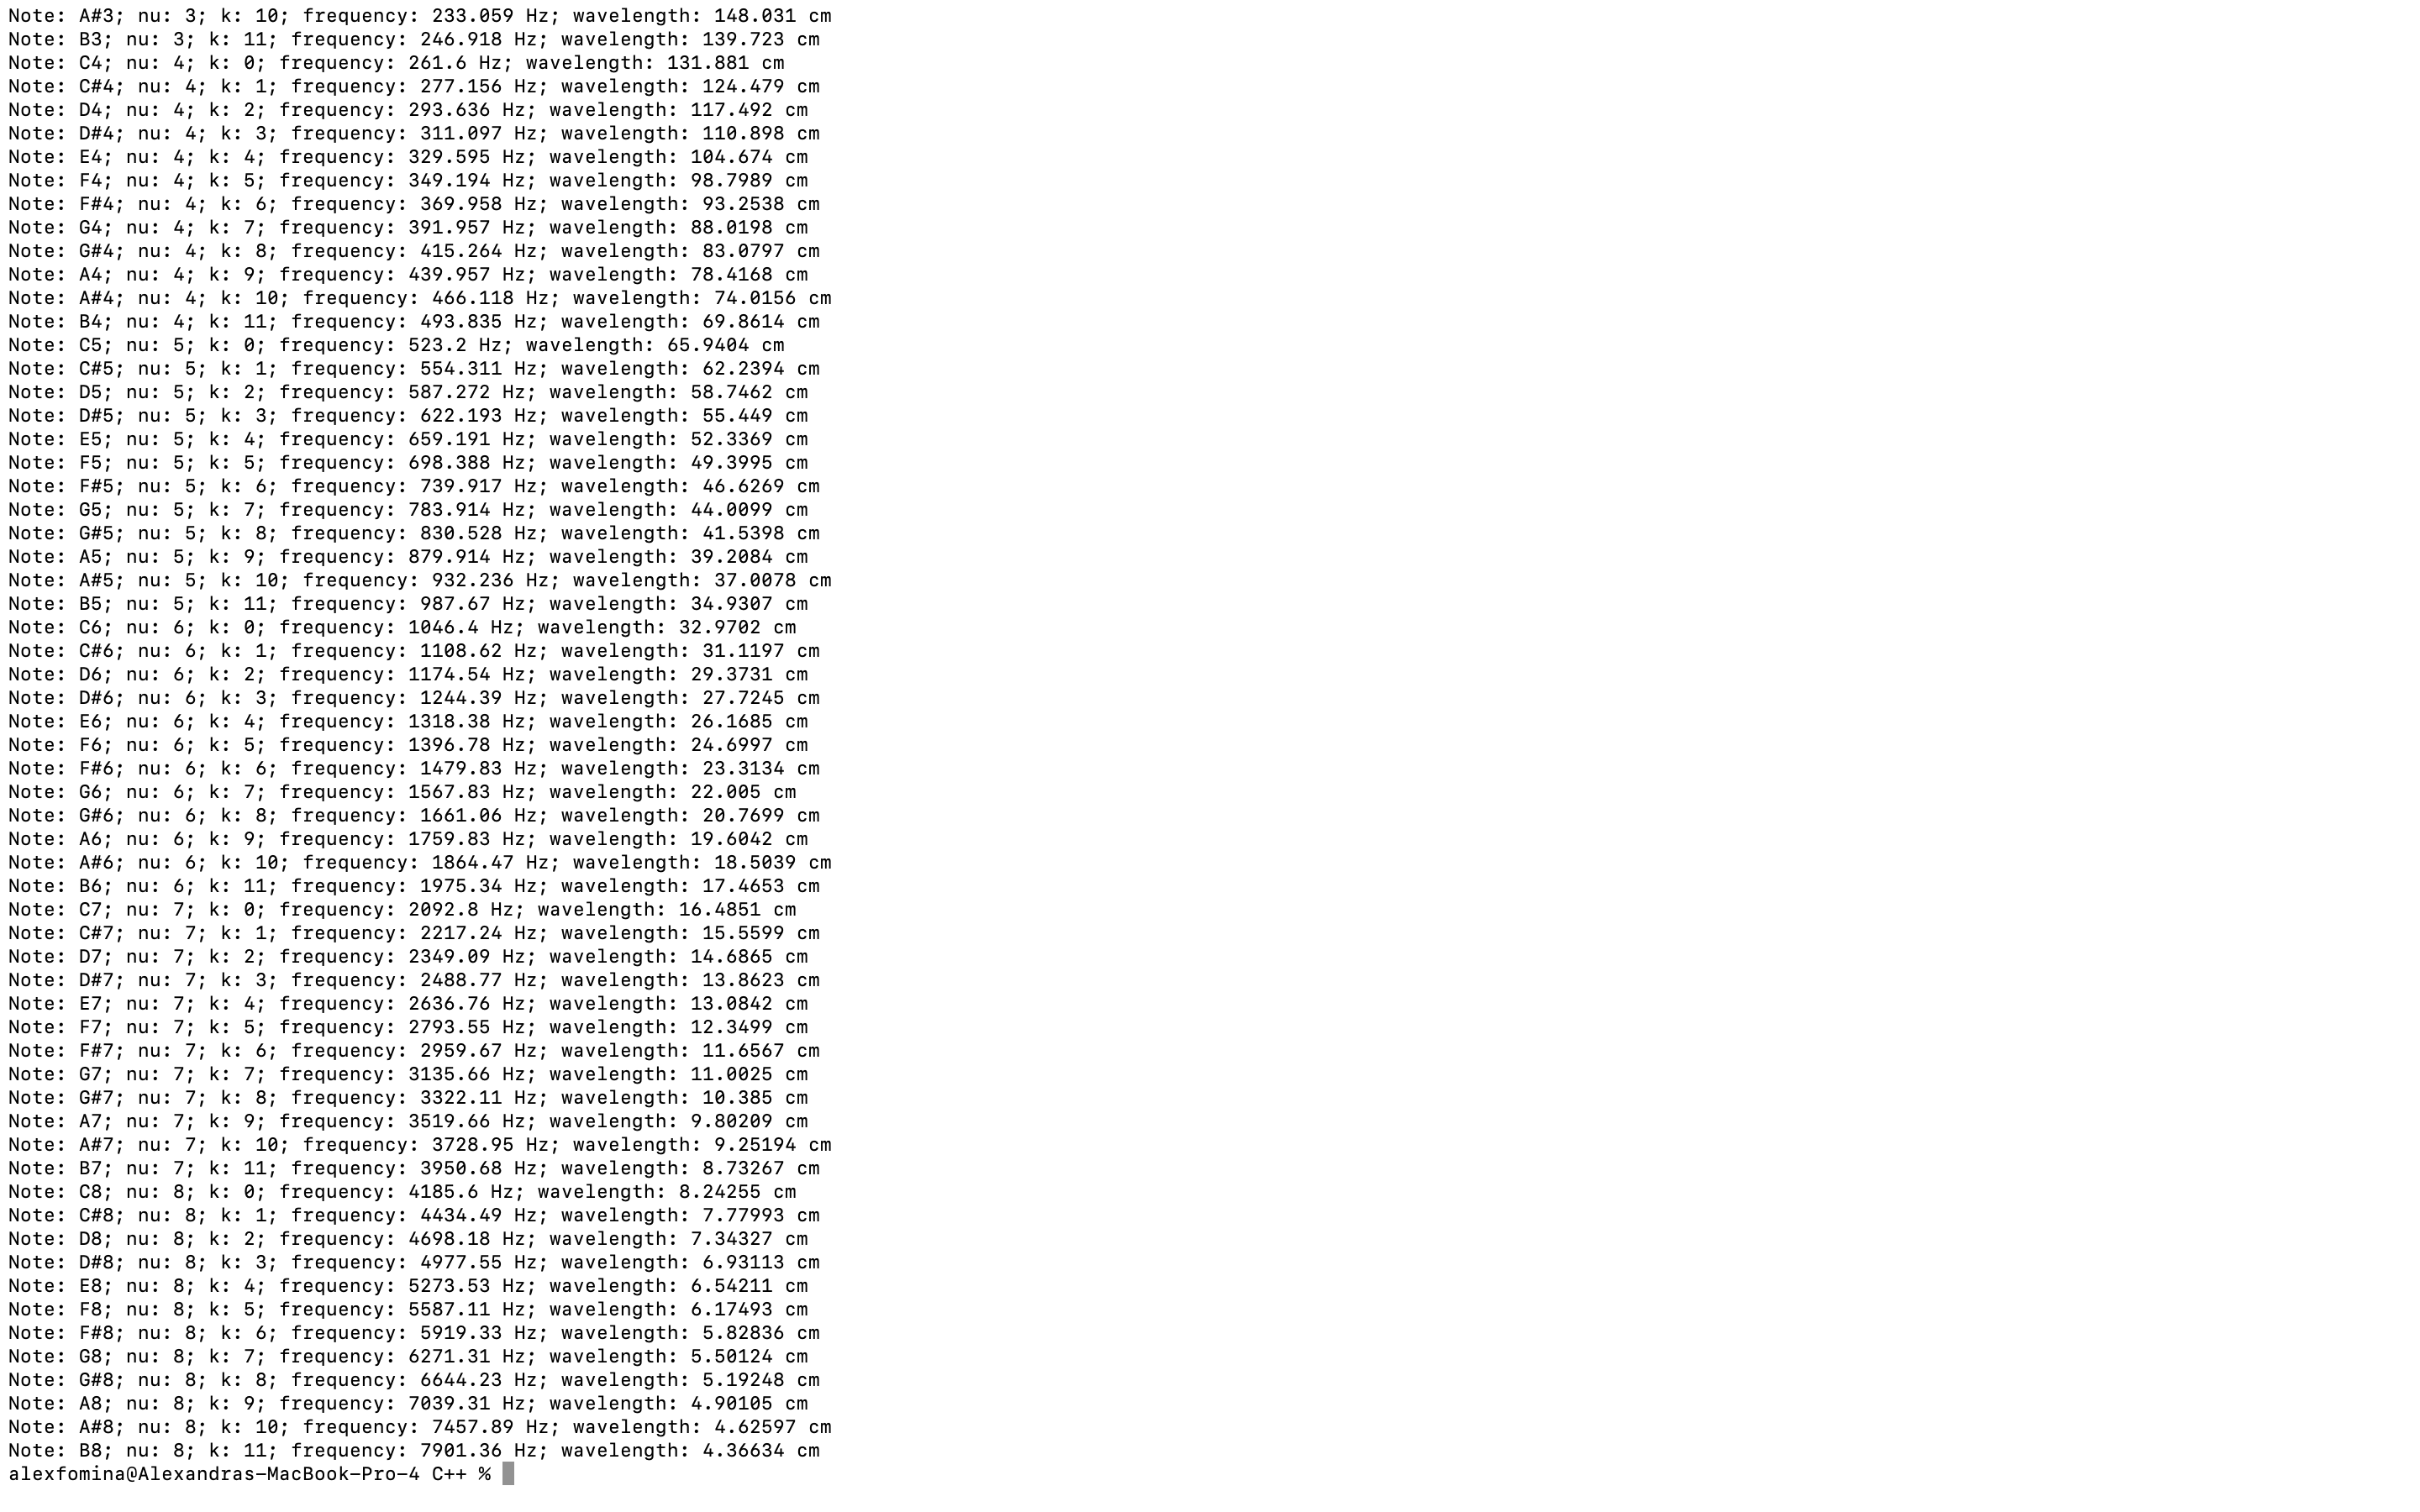 Note: A#3; nu: 3; k: 10; frequency: 233.059 Hz; wavelength: 148.031 cm
Note: B3; nu: 3; k: 11; frequency: 246.918 Hz; wavelength: 139.723 cm
Note: C4; nu: 4; k: 0; frequency: 261.6 Hz; wavelength: 131.881 cm
Note: C#4; nu: 4; k: 1; frequency: 277.156 Hz; wavelength: 124.479 cm
Note: D4; nu: 4; k: 2; frequency: 293.636 Hz; wavelength: 117.492 cm
Note: D#4; nu: 4; k: 3; frequency: 311.097 Hz; wavelength: 110.898 cm
Note: E4; nu: 4; k: 4; frequency: 329.595 Hz; wavelength: 104.674 cm
Note: F4; nu: 4; k: 5; frequency: 349.194 Hz; wavelength: 98.7989 cm
Note: F#4; nu: 4; k: 6; frequency: 369.958 Hz; wavelength: 93.2538 cm
Note: G4; nu: 4; k: 7; frequency: 391.957 Hz; wavelength: 88.0198 cm
Note: G#4; nu: 4; k: 8; frequency: 415.264 Hz; wavelength: 83.0797 cm
Note: A4; nu: 4; k: 9; frequency: 439.957 Hz; wavelength: 78.4168 cm
Note: A#4; nu: 4; k: 10; frequency: 466.118 Hz; wavelength: 74.0156 cm
Note: B4; nu: 4; k: 11; frequency: 493.835 Hz; wavelength: 69.8614 cm
Note: C5; nu: 5; k: 0; frequency: 523.2 Hz; wavelength: 65.9404 cm
Note: C#5; nu: 5; k: 1; frequency: 554.311 Hz; wavelength: 62.2394 cm
Note: D5; nu: 5; k: 2; frequency: 587.272 Hz; wavelength: 58.7462 cm
Note: D#5; nu: 5; k: 3; frequency: 622.193 Hz; wavelength: 55.449 cm
Note: E5; nu: 5; k: 4; frequency: 659.191 Hz; wavelength: 52.3369 cm
Note: F5; nu: 5; k: 5; frequency: 698.388 Hz; wavelength: 49.3995 cm
Note: F#5; nu: 5; k: 6; frequency: 739.917 Hz; wavelength: 46.6269 cm
Note: G5; nu: 5; k: 7; frequency: 783.914 Hz; wavelength: 44.0099 cm
Note: G#5; nu: 5; k: 8; frequency: 830.528 Hz; wavelength: 41.5398 cm
Note: A5; nu: 5; k: 9; frequency: 879.914 Hz; wavelength: 39.2084 cm
Note: A#5; nu: 5; k: 10; frequency: 932.236 Hz; wavelength: 37.0078 cm
Note: B5; nu: 5; k: 11; frequency: 987.67 Hz; wavelength: 34.9307 cm
Note: C6; nu: 6; k: 0; frequency: 1046.4 Hz; wavelength: 32.9702 cm
Note: C#6; nu: 6; k: 1; frequency: 1108.62 Hz; wavelength: 31.1197 cm
Note: D6; nu: 6; k: 2; frequency: 1174.54 Hz; wavelength: 29.3731 cm
Note: D#6; nu: 6; k: 3; frequency: 1244.39 Hz; wavelength: 27.7245 cm
Note: E6; nu: 6; k: 4; frequency: 1318.38 Hz; wavelength: 26.1685 cm
Note: F6; nu: 6; k: 5; frequency: 1396.78 Hz; wavelength: 24.6997 cm
Note: F#6; nu: 6; k: 6; frequency: 1479.83 Hz; wavelength: 23.3134 cm
Note: G6; nu: 6; k: 7; frequency: 1567.83 Hz; wavelength: 22.005 cm
Note: G#6; nu: 6; k: 8; frequency: 1661.06 Hz; wavelength: 20.7699 cm
Note: A6; nu: 6; k: 9; frequency: 1759.83 Hz; wavelength: 19.6042 cm
Note: A#6; nu: 6; k: 10; frequency: 1864.47 Hz; wavelength: 18.5039 cm
Note: B6; nu: 6; k: 11; frequency: 1975.34 Hz; wavelength: 17.4653 cm
Note: C7; nu: 7; k: 0; frequency: 2092.8 Hz; wavelength: 16.4851 cm
Note: C#7; nu: 7; k: 1; frequency: 2217.24 Hz; wavelength: 15.5599 cm
Note: D7; nu: 7; k: 2; frequency: 2349.09 Hz; wavelength: 14.6865 cm
Note: D#7; nu: 7; k: 3; frequency: 2488.77 Hz; wavelength: 13.8623 cm
Note: E7; nu: 7; k: 4; frequency: 2636.76 Hz; wavelength: 13.0842 cm
Note: F7; nu: 7; k: 5; frequency: 2793.55 Hz; wavelength: 12.3499 cm
Note: F#7; nu: 7; k: 6; frequency: 2959.67 Hz; wavelength: 11.6567 cm
Note: G7; nu: 7; k: 7; frequency: 3135.66 Hz; wavelength: 11.0025 cm
Note: G#7; nu: 7; k: 8; frequency: 3322.11 Hz; wavelength: 10.385 cm
Note: A7; nu: 7; k: 9; frequency: 3519.66 Hz; wavelength: 9.80209 cm
Note: A#7; nu: 7; k: 10; frequency: 3728.95 Hz; wavelength: 9.25194 cm
Note: B7; nu: 7; k: 11; frequency: 3950.68 Hz; wavelength: 8.73267 cm
Note: C8; nu: 8; k: 0; frequency: 4185.6 Hz; wavelength: 8.24255 cm
Note: C#8; nu: 8; k: 1; frequency: 4434.49 Hz; wavelength: 7.77993 cm
Note: D8; nu: 8; k: 2; frequency: 4698.18 Hz; wavelength: 7.34327 cm
Note: D#8; nu: 8; k: 3; frequency: 4977.55 Hz; wavelength: 6.93113 cm
Note: E8; nu: 8; k: 4; frequency: 5273.53 Hz; wavelength: 6.54211 cm
Note: F8; nu: 8; k: 5; frequency: 5587.11 Hz; wavelength: 6.17493 cm
Note: F#8; nu: 8; k: 6; frequency: 5919.33 Hz; wavelength: 5.82836 cm
Note: G8; nu: 8; k: 7; frequency: 6271.31 Hz; wavelength: 5.50124 cm
Note: G#8; nu: 8; k: 8; frequency: 6644.23 Hz; wavelength: 5.19248 cm
Note: A8; nu: 8; k: 9; frequency: 7039.31 Hz; wavelength: 4.90105 cm
Note: A#8; nu: 8; k: 10; frequency: 7457.89 Hz; wavelength: 4.62597 cm
Note: B8; nu: 8; k: 11; frequency: 7901.36 Hz; wavelength: 4.36634 cm
alexfomina@Alexandras-MacBook-Pro-4 C++ %